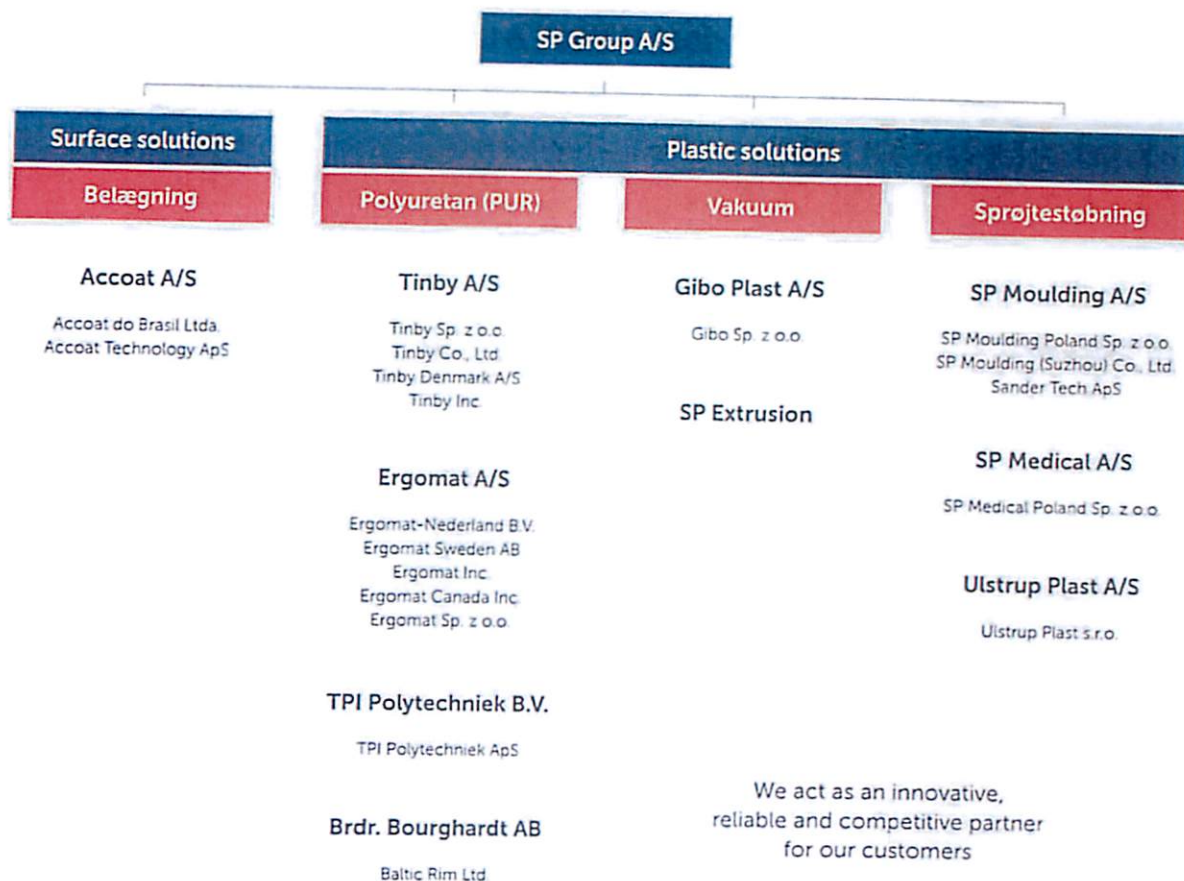 SP Group A/S
Surface solutions
Plastic solutions
Belægning
Polyuretan (PUR)
Vakuum
Sprøjtestøbning
Accoat A/S
Accoat do Brasil Ltda.
Accoat Technology ApS
Tinby A/S
Tinby Sp. z o.o.
Tinby Co., Ltd.
Tinby Denmark A/S
Tinby Inc.
Ergomat A/S
Ergomat-Nederland B.V.
Ergomat Sweden AB
Ergomat Inc.
Ergomat Canada Inc.
Ergomat Sp. z o.o.
TPI Polytechniek B.V.
TPI Polytechniek ApS
Brdr. Bourghardt AB
Baltic Rim Ltd
Gibo Plast A/S
Gibo Sp. z o.o.
SP Extrusion
SP Moulding A/S
SP Moulding Poland Sp. z o.o.
SP Moulding (Suzhou) Co., Ltd.
Sander Tech ApS
SP Medical A/S
SP Medical Poland Sp. z o.o.
Ulstrup Plast A/S
Ulstrup Plast s.r.o.
We act as an innovative,
reliable and competitive partner
for our customers